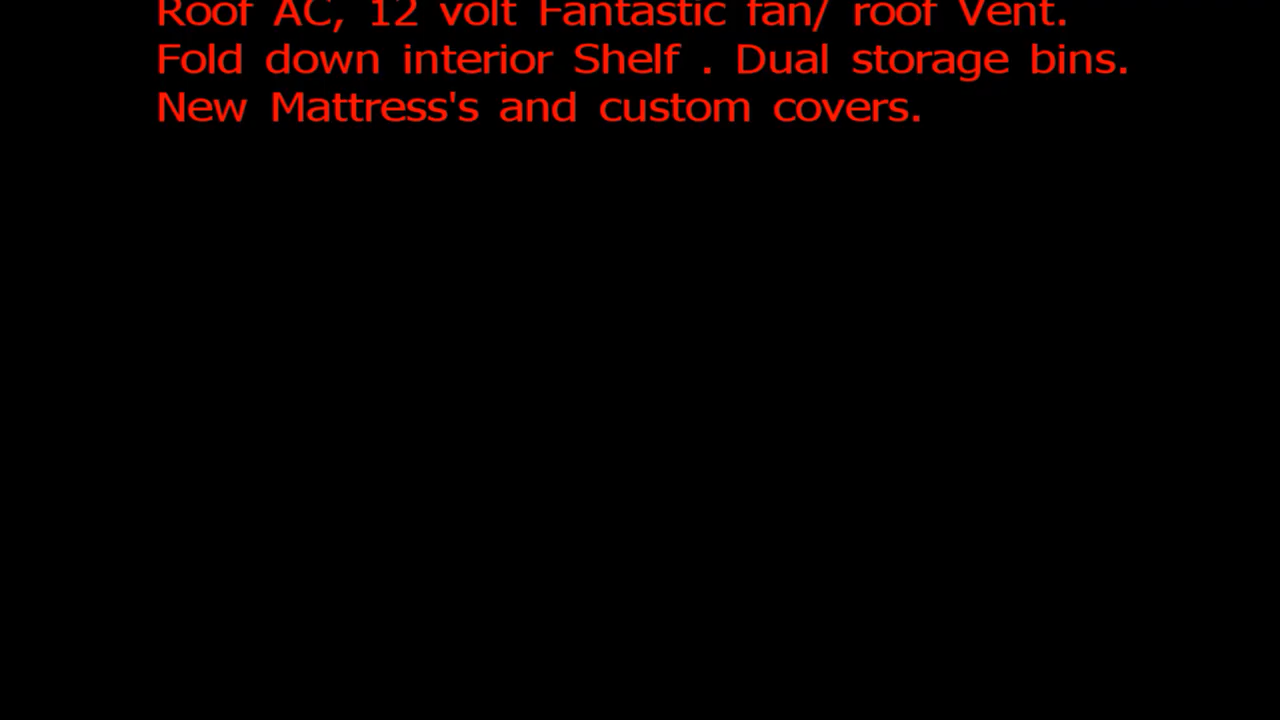 Roof AC, 12 volt Fantastic fan/ roof Vent.
Fold down interior Shelf . Dual storage bins.
New Mattress's and custom covers.